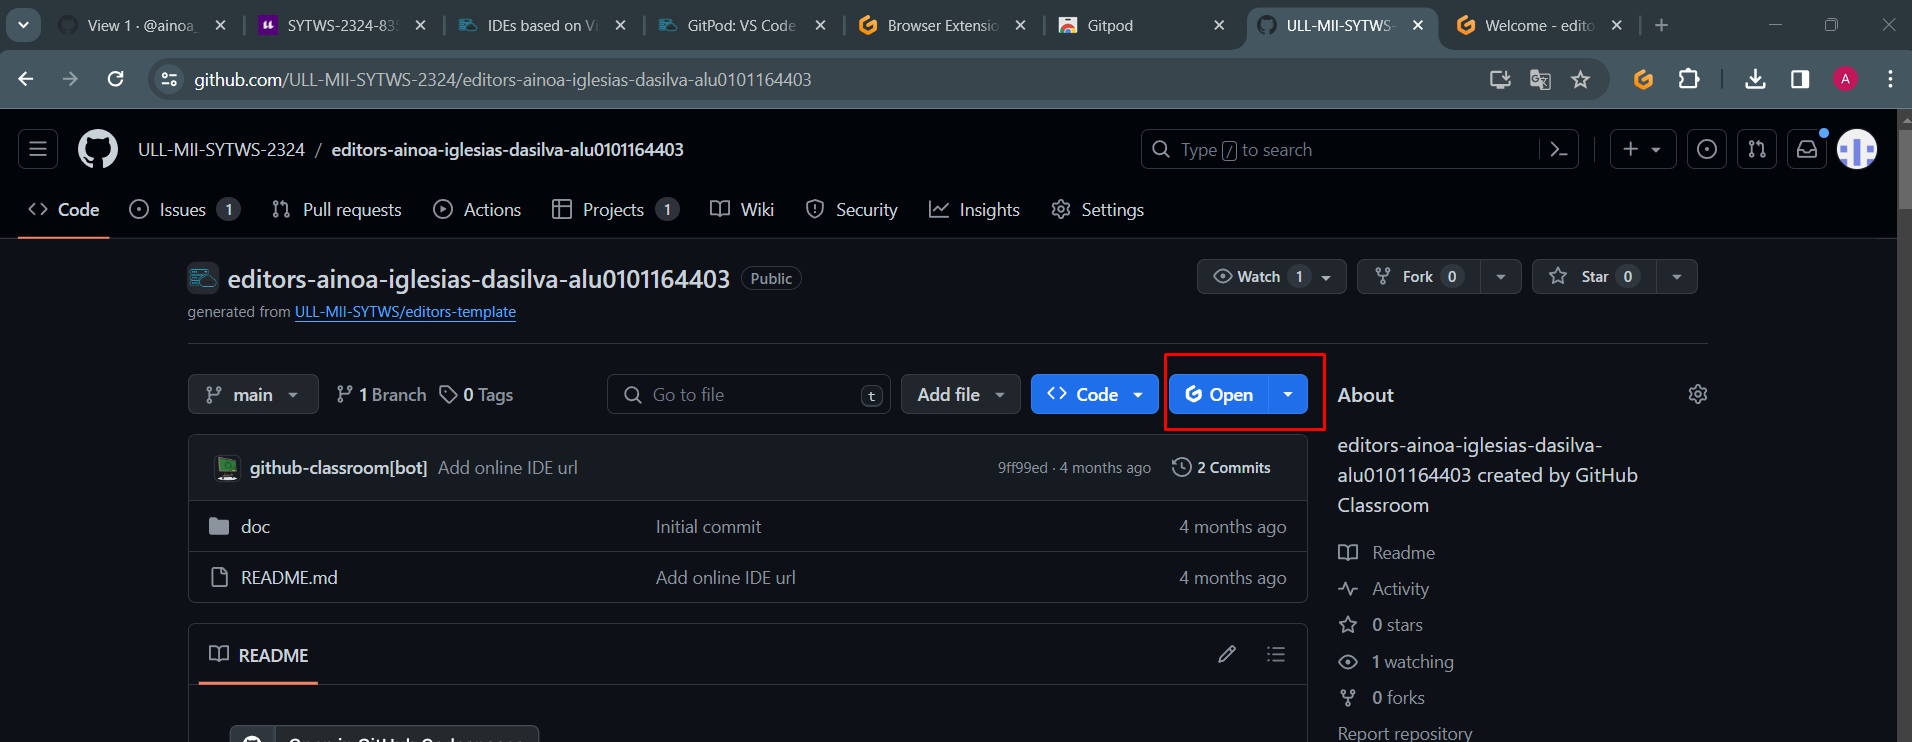 View 1 · @ainoa_
SYTWS-2324-835
IDEs based on Vi
GitPod: VS Code
Browser Extensio
Gitpod
ULL-MII-SYTWS-
Welcome - edito
github.com/ULL-MII-SYTWS-2324/editors-ainoa-iglesias-dasilva-alu0101164403
A
ULL-MII-SYTWS-2324 / editors-ainoa-iglesias-dasilva-alu0101164403
Type / to search
Code
Issues 1
Pull requests
Actions
Projects 1
Wiki
Security
Insights
Settings
editors-ainoa-iglesias-dasilva-alu0101164403 Public
Watch 1
Fork 0
Star 0
generated from ULL-MII-SYTWS/editors-template
main
1 Branch
0 Tags
Go to file t
Add file
Code
Open
github-classroom[bot] Add online IDE url
9ff99ed · 4 months ago
2 Commits
doc
Initial commit
4 months ago
README.md
Add online IDE url
4 months ago
README
About
editors-ainoa-iglesias-dasilva-
alu0101164403 created by GitHub
Classroom
Readme
Activity
0 stars
1 watching
0 forks
Report repository
Open in GitHub Codespaces